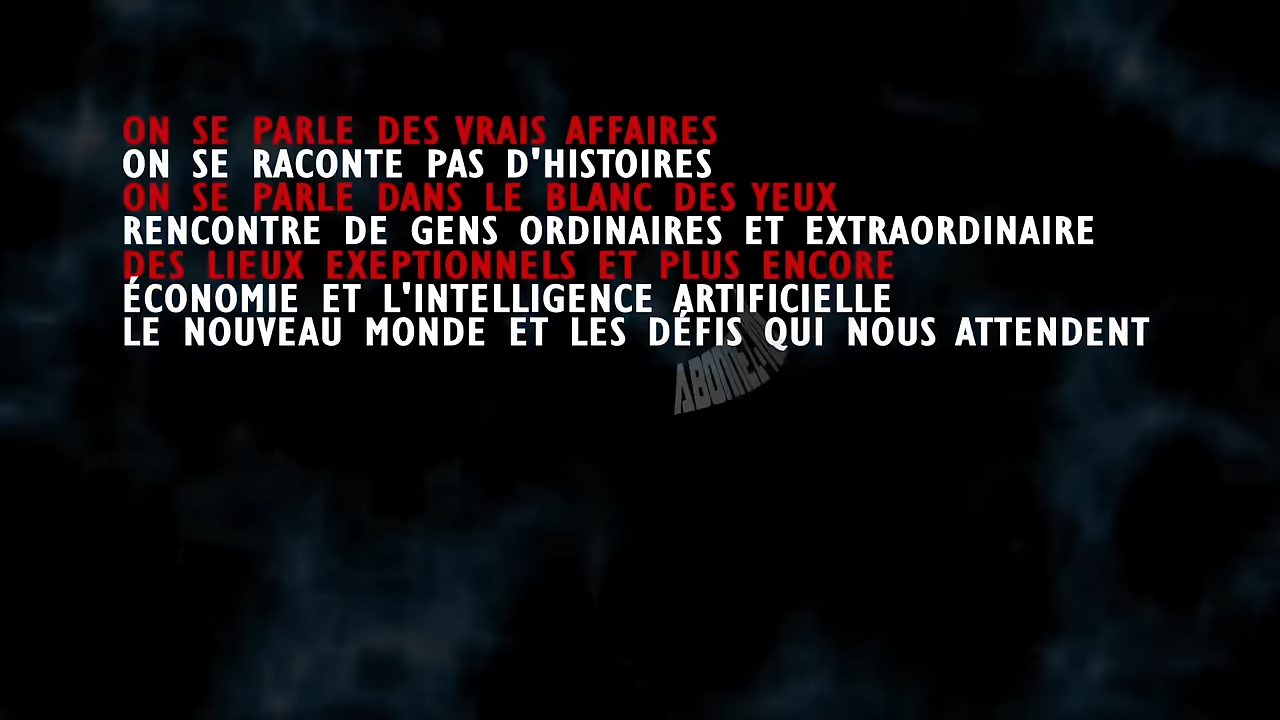 ON SE PARLE DES VRAIS AFFAIRES
ON SE RACONTE PAS D'HISTOIRES
ON SE PARLE DANS LE BLANC DES YEUX
RENCONTRE DE GENS ORDINAIRES ET EXTRAORDINAIRE
DES LIEUX EXEPTIONNELS ET PLUS ENCORE
ÉCONOMIE ET L'INTELLIGENCE ARTIFICIELLE
LE NOUVEAU MONDE ET LES DÉFIS QUI NOUS ATTENDENT